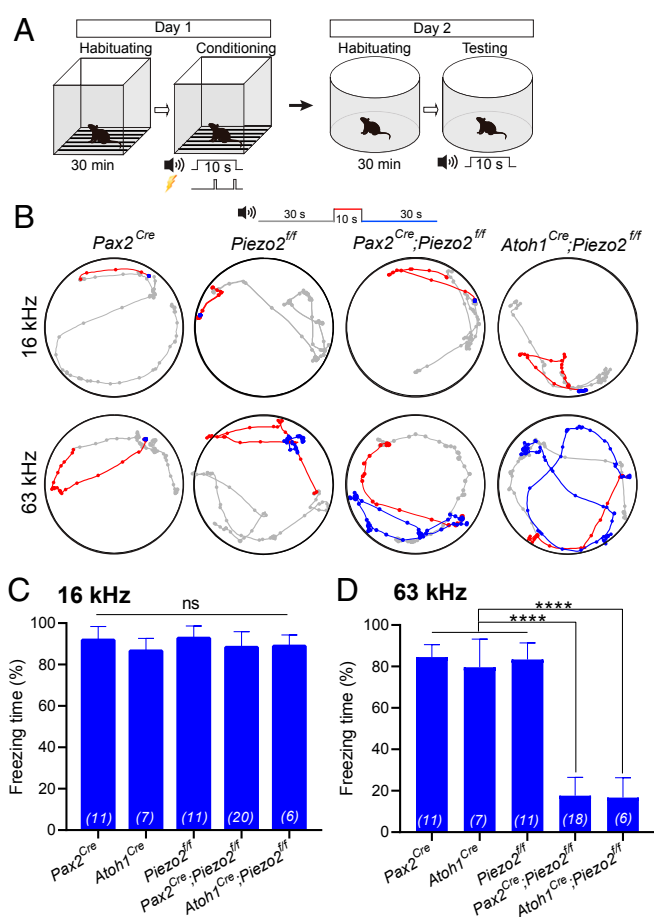 A
Day 1
Day 2
Habituating
Conditioning
Habituating
Testing
30 min
10 s
30 min
10 s
B
30 s
10 s
30 s
Pax2Cre
Piezo2f/f
Pax2Cre;Piezo2f/f
Atoh1Cre;Piezo2f/f
16 kHz
63 kHz
C
16 kHz
ns
Freezing time (%)
100
80
60
40
20
0
(11)
(7)
(11)
(20)
(6)
Pax2Cre
Atoh1Cre
Piezo2f/f
Pax2Cre;Piezo2f/f
Atoh1Cre;Piezo2f/f
D
63 kHz
****
****
Freezing time (%)
100
80
60
40
20
0
(11)
(7)
(11)
(18)
(6)
Pax2Cre
Atoh1Cre
Piezo2f/f
Pax2Cre;Piezo2f/f
Atoh1Cre;Piezo2f/f